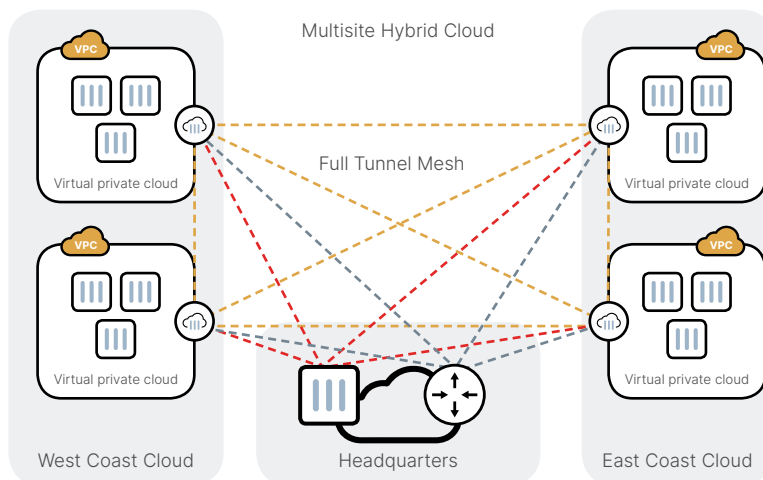 Multisite Hybrid Cloud
VPC
VPC
Virtual private cloud
Virtual private cloud
Full Tunnel Mesh
VPC
VPC
Virtual private cloud
Virtual private cloud
West Coast Cloud
Headquarters
East Coast Cloud